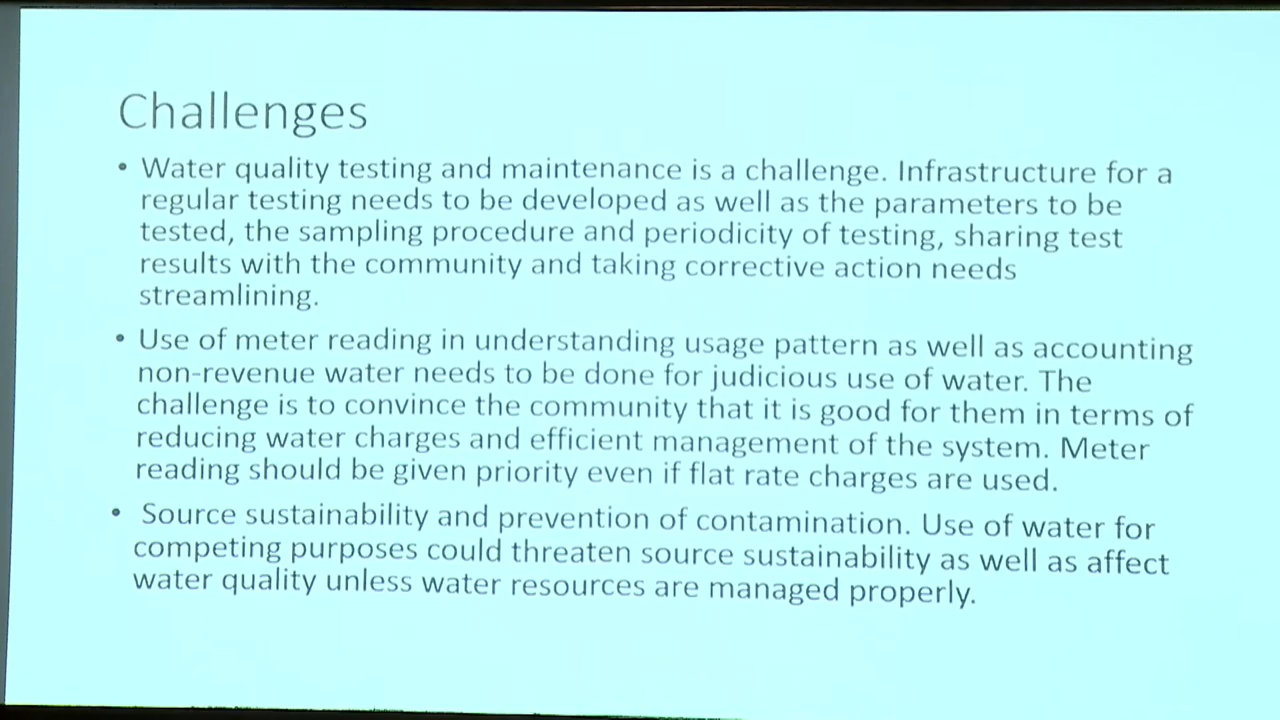 Challenges
• Water quality testing and maintenance is a challenge. Infrastructure for a
regular testing needs to be developed as well as the parameters to be
tested, the sampling procedure and periodicity of testing, sharing test
results with the community and taking corrective action needs
streamlining.
• Use of meter reading in understanding usage pattern as well as accounting
non-revenue water needs to be done for judicious use of water. The
challenge is to convince the community that it is good for them in terms of
reducing water charges and efficient management of the system. Meter
reading should be given priority even if flat rate charges are used.
• Source sustainability and prevention of contamination. Use of water for
competing purposes could threaten source sustainability as well as affect
water quality unless water resources are managed properly.